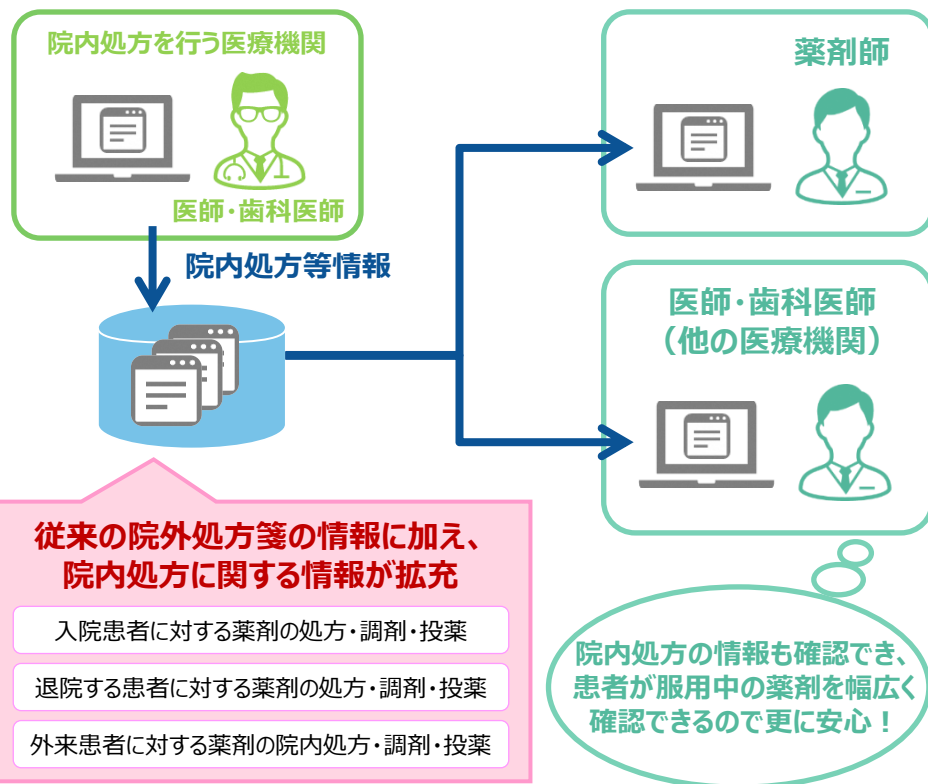 院内処方を行う医療機関
医師・歯科医師
院内処方等情報
薬剤師
医師・歯科医師
（他の医療機関）
従来の院外処方箋の情報に加え、
院内処方に関する情報が拡充
入院患者に対する薬剤の処方・調剤・投薬
退院する患者に対する薬剤の処方・調剤・投薬
外来患者に対する薬剤の院内処方・調剤・投薬
院内処方の情報も確認でき、
患者が服用中の薬剤を幅広く
確認できるので更に安心！